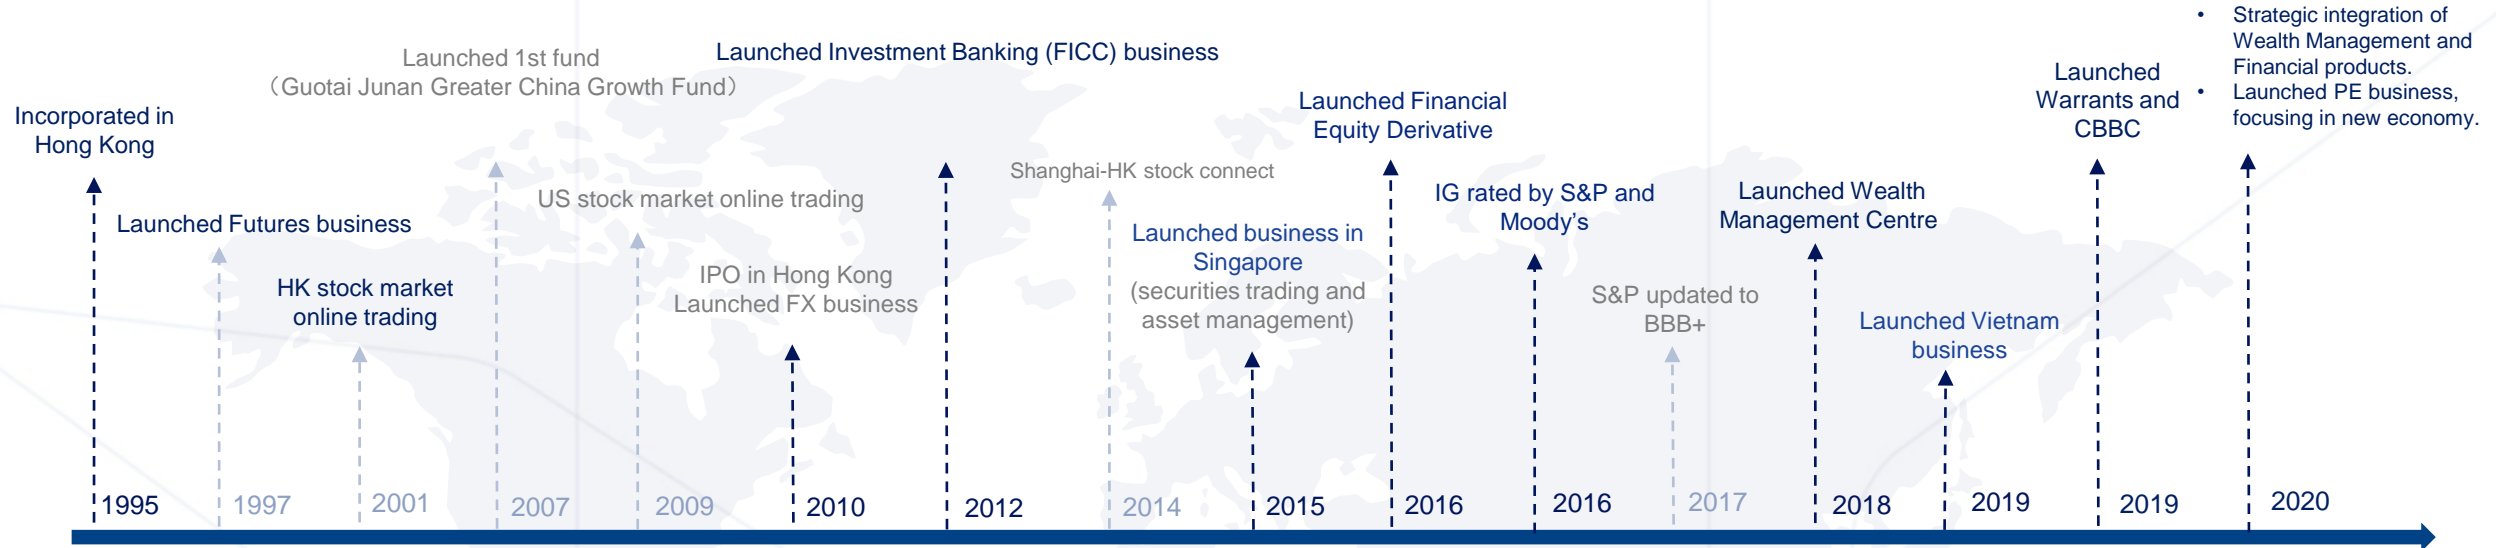 Incorporated in
Hong Kong
Launched Futures business
HK stock market
online trading
Launched 1st fund
（Guotai Junan Greater China Growth Fund）
US stock market online trading
IPO in Hong Kong
Launched FX business
Launched Investment Banking (FICC) business
Shanghai-HK stock connect
Launched business in
Singapore
(securities trading and
asset management)
Launched Financial
Equity Derivative
IG rated by S&P and
Moody’s
S&P updated to
BBB+
Launched Wealth
Management Centre
Launched Vietnam
business
Launched
Warrants and
CBBC
• Strategic integration of
Wealth Management and
Financial products.
• Launched PE business,
focusing in new economy.
1995
1997
2001
2007
2009
2010
2012
2014
2015
2016
2016
2017
2018
2019
2019
2020